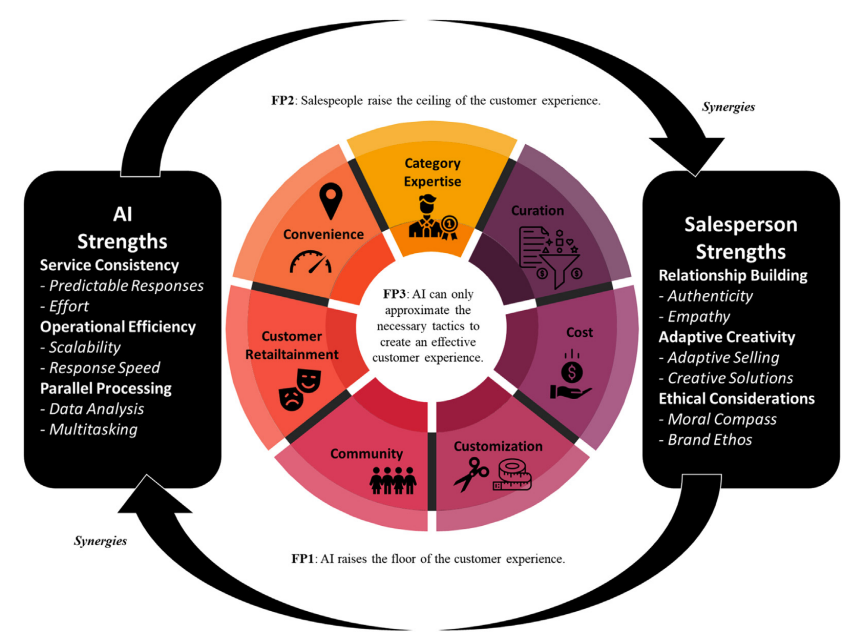 FP2: Salespeople raise the ceiling of the customer experience.
Synergies
AI
Strengths
Service Consistency
- Predictable Responses
- Effort
Operational Efficiency
- Scalability
- Response Speed
Parallel Processing
- Data Analysis
- Multitasking
Category
Expertise
1
Curation
Cost
Customization
Community
Customer
Retailtainment
Convenience
FP3: AI can only
approximate the
necessary tactics to
create an effective
customer experience.
Salesperson
Strengths
Relationship Building
- Authenticity
- Empathy
Adaptive Creativity
- Adaptive Selling
- Creative Solutions
Ethical Considerations
- Moral Compass
- Brand Ethos
Synergies
FP1: AI raises the floor of the customer experience.